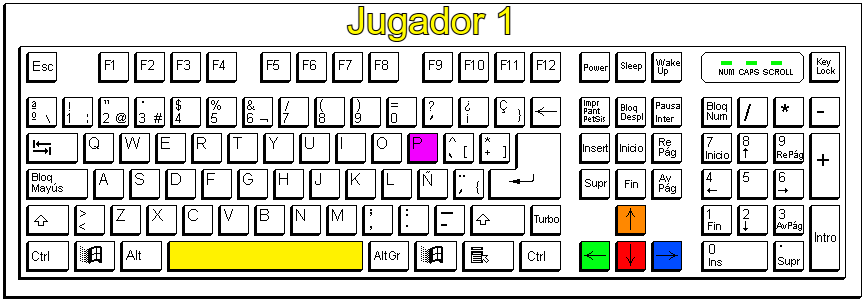 Jugador 1
Esc F1 F2 F3 F4 F5 F6 F7 F8 F9 F10 F11 F12 Power Sleep Wake Up NUM CAPS SCROLL Key Lock
ª º \ ! 1 " 2 @ · 3 # $ 4 % 5 & 6 ¬ / 7 ( 8 ) 9 = 0 ? ' ¿ ¡ Ç } ← Impr Pant PetSis Bloq Despl Pausa Inter Bloq Num / * -
Q W E R T Y U I O P ^ ` [ * + ] Insert Inicio Re Pág 7 Inicio 8 ↑ 9 RePág +
Bloq Mayús A S D F G H J K L Ñ ¨ ´ { Supr Fin Av Pág 4 ← 5 6 →
> < Z X C V B N M ; , : . _ - Turbo ↑ 1 Fin 2 ↓ 3 AvPág Intro
Ctrl Alt AltGr Ctrl ← ↓ → 0 Ins . Supr